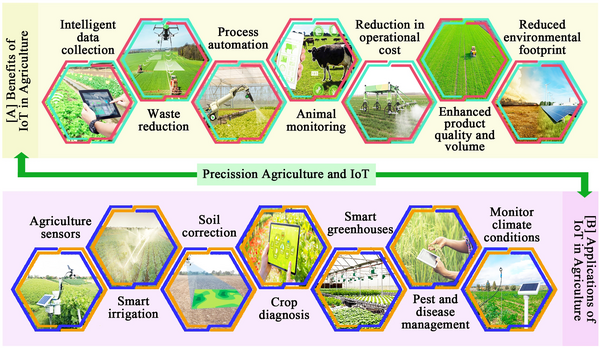 [A] Benefits of
IoT in Agriculture
Intelligent
data
collection
Waste
reduction
Process
automation
Animal
monitoring
Reduction in
operational
cost
Enhanced
product
quality and
volume
Reduced
environmental
footprint
Precission Agriculture and IoT
Agriculture
sensors
Smart
irrigation
Soil
correction
Crop
diagnosis
Smart
greenhouses
Pest and
disease
management
Monitor
climate
conditions
[B] Applications of
IoT in Agriculture